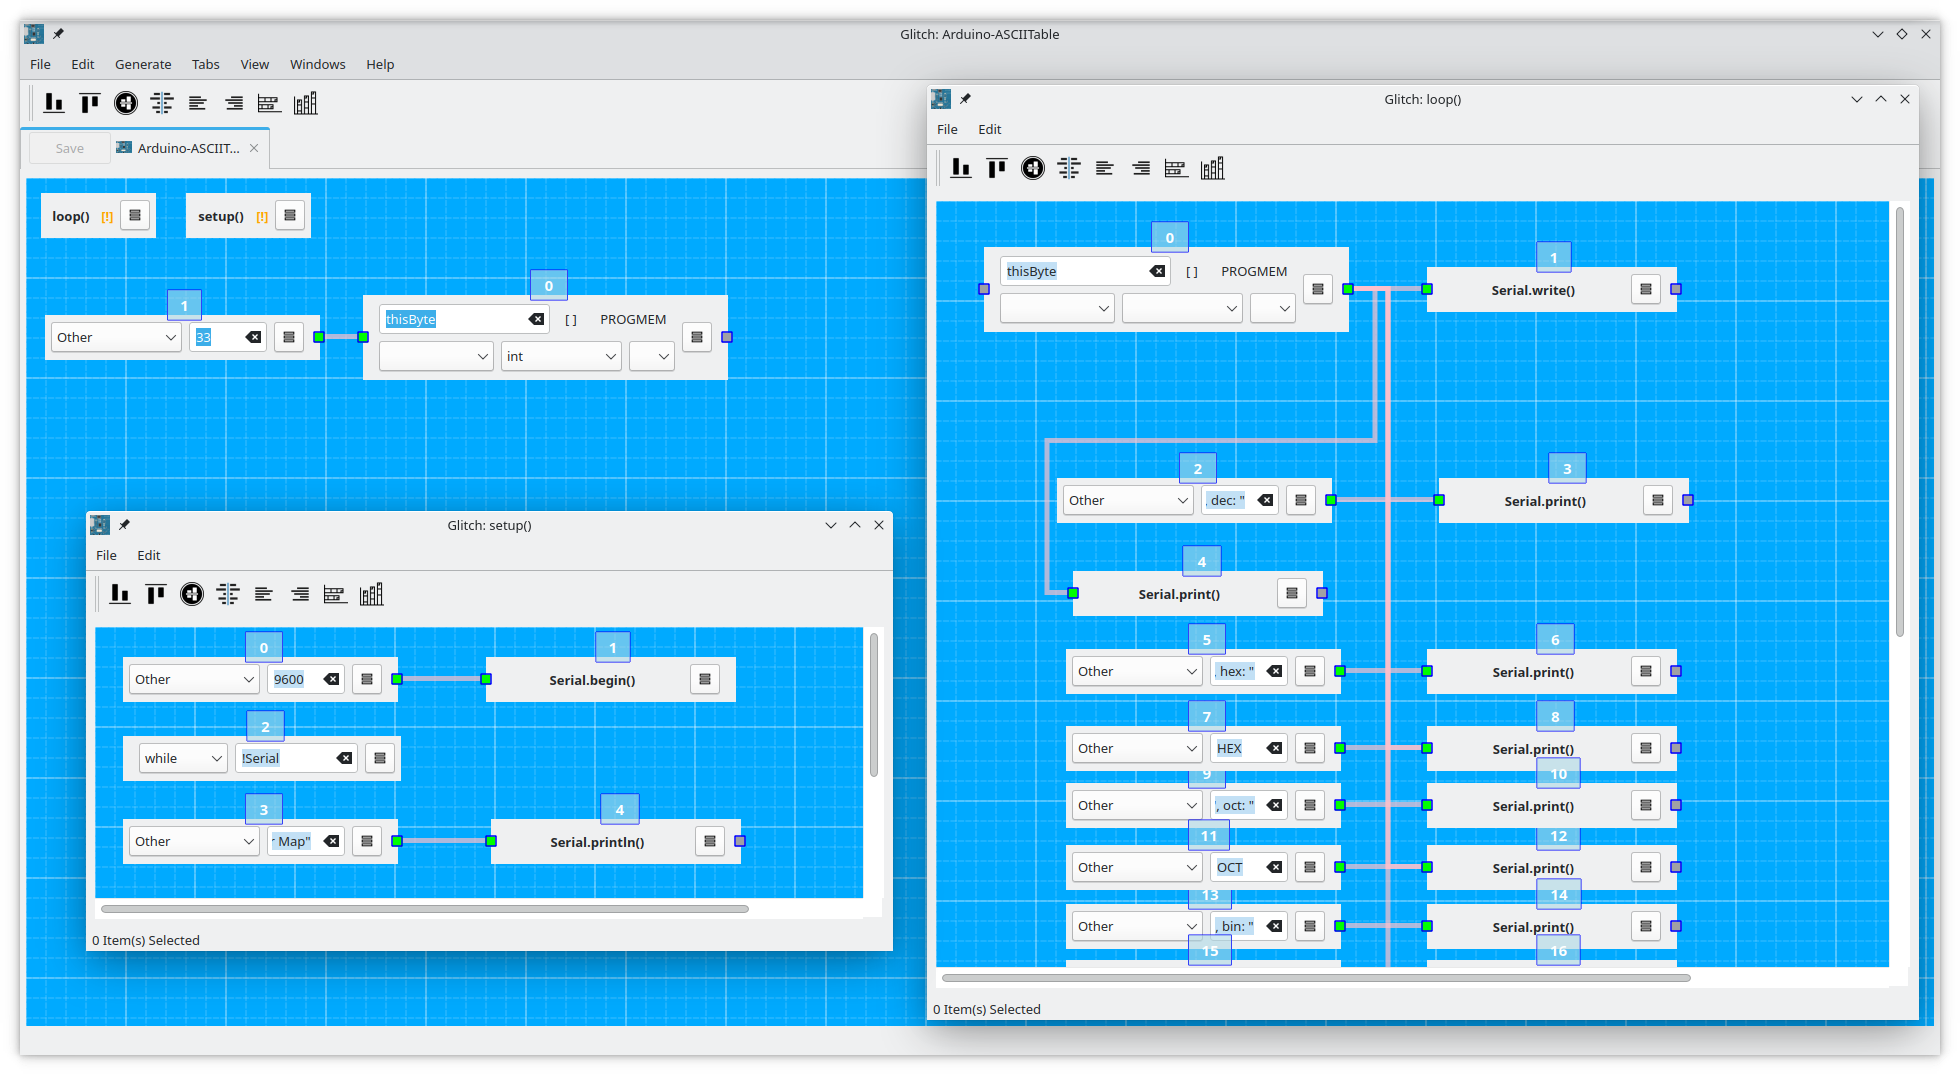 Glitch: Arduino-ASCIITable
File Edit Generate Tabs View Windows Help
Save
Arduino-ASCIIT...
loop() [!]
setup() [!]
1
Other 33
0
thisByte [ ] PROGMEM
int
Glitch: setup()
File Edit
0
Other 9600
1
Serial.begin()
2
while !Serial
3
Other r Map"
4
Serial.println()
0 Item(s) Selected
Glitch: loop()
File Edit
0
thisByte [ ] PROGMEM
1
Serial.write()
2
Other , dec: "
3
Serial.print()
4
Serial.print()
5
Other , hex: "
6
Serial.print()
7
Other HEX
8
Serial.print()
9
Other , oct: "
10
Serial.print()
11
Other OCT
12
Serial.print()
13
Other , bin: "
14
Serial.print()
15
16
0 Item(s) Selected